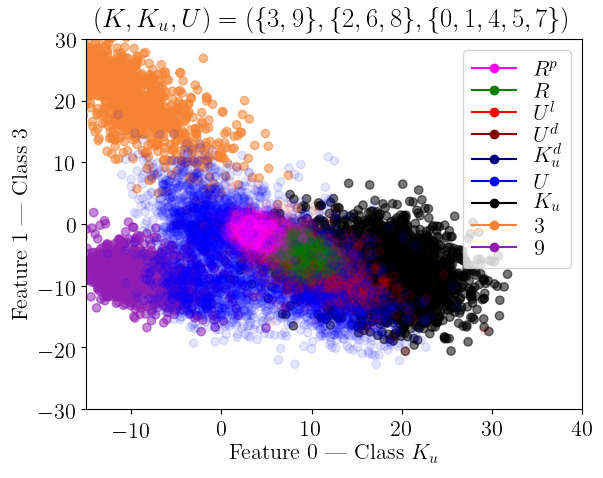 (K, K_u, U) = ({3, 9}, {2, 6, 8}, {0, 1, 4, 5, 7})
30
20
10
0
−10
−20
−30
Feature 1 — Class 3
R^p
R
U^l
U^d
K_u^d
U
K_u
3
9
−10
0
10
20
30
40
Feature 0 — Class K_u